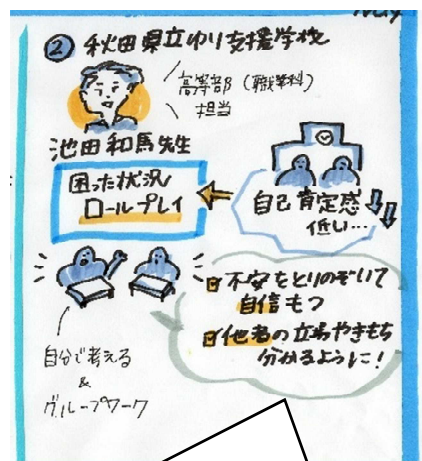 ② 秋田県立ゆり支援学校
高等部(職業科)
担当
池田和馬先生
困った状況
ロールプレイ
自己肯定感
低い…
不安をとりのぞいて
自信もつ
他者の立場やきもち
分かるように!
自分で考える
&
グループワーク